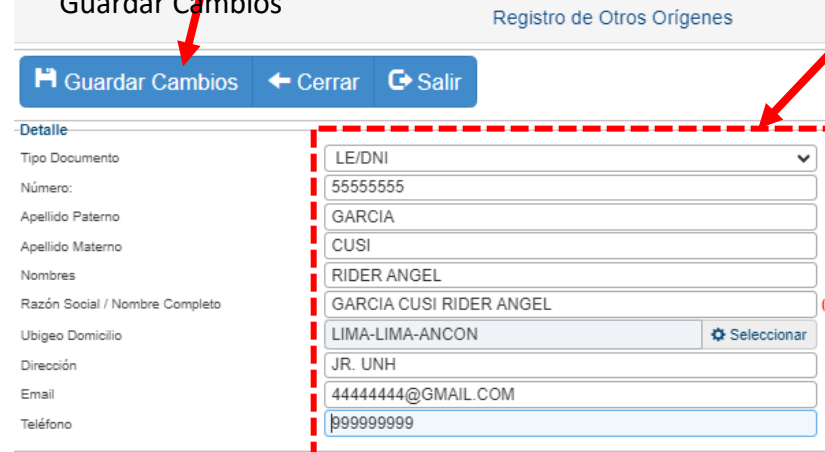 Guardar Cambios
Registro de Otros Orígenes
Guardar Cambios Cerrar Salir
Detalle
Tipo Documento LE/DNI
Número: 55555555
Apellido Paterno GARCIA
Apellido Materno CUSI
Nombres RIDER ANGEL
Razón Social / Nombre Completo GARCIA CUSI RIDER ANGEL
Ubigeo Domicilio LIMA-LIMA-ANCON Seleccionar
Dirección JR. UNH
Email 44444444@GMAIL.COM
Teléfono 999999999